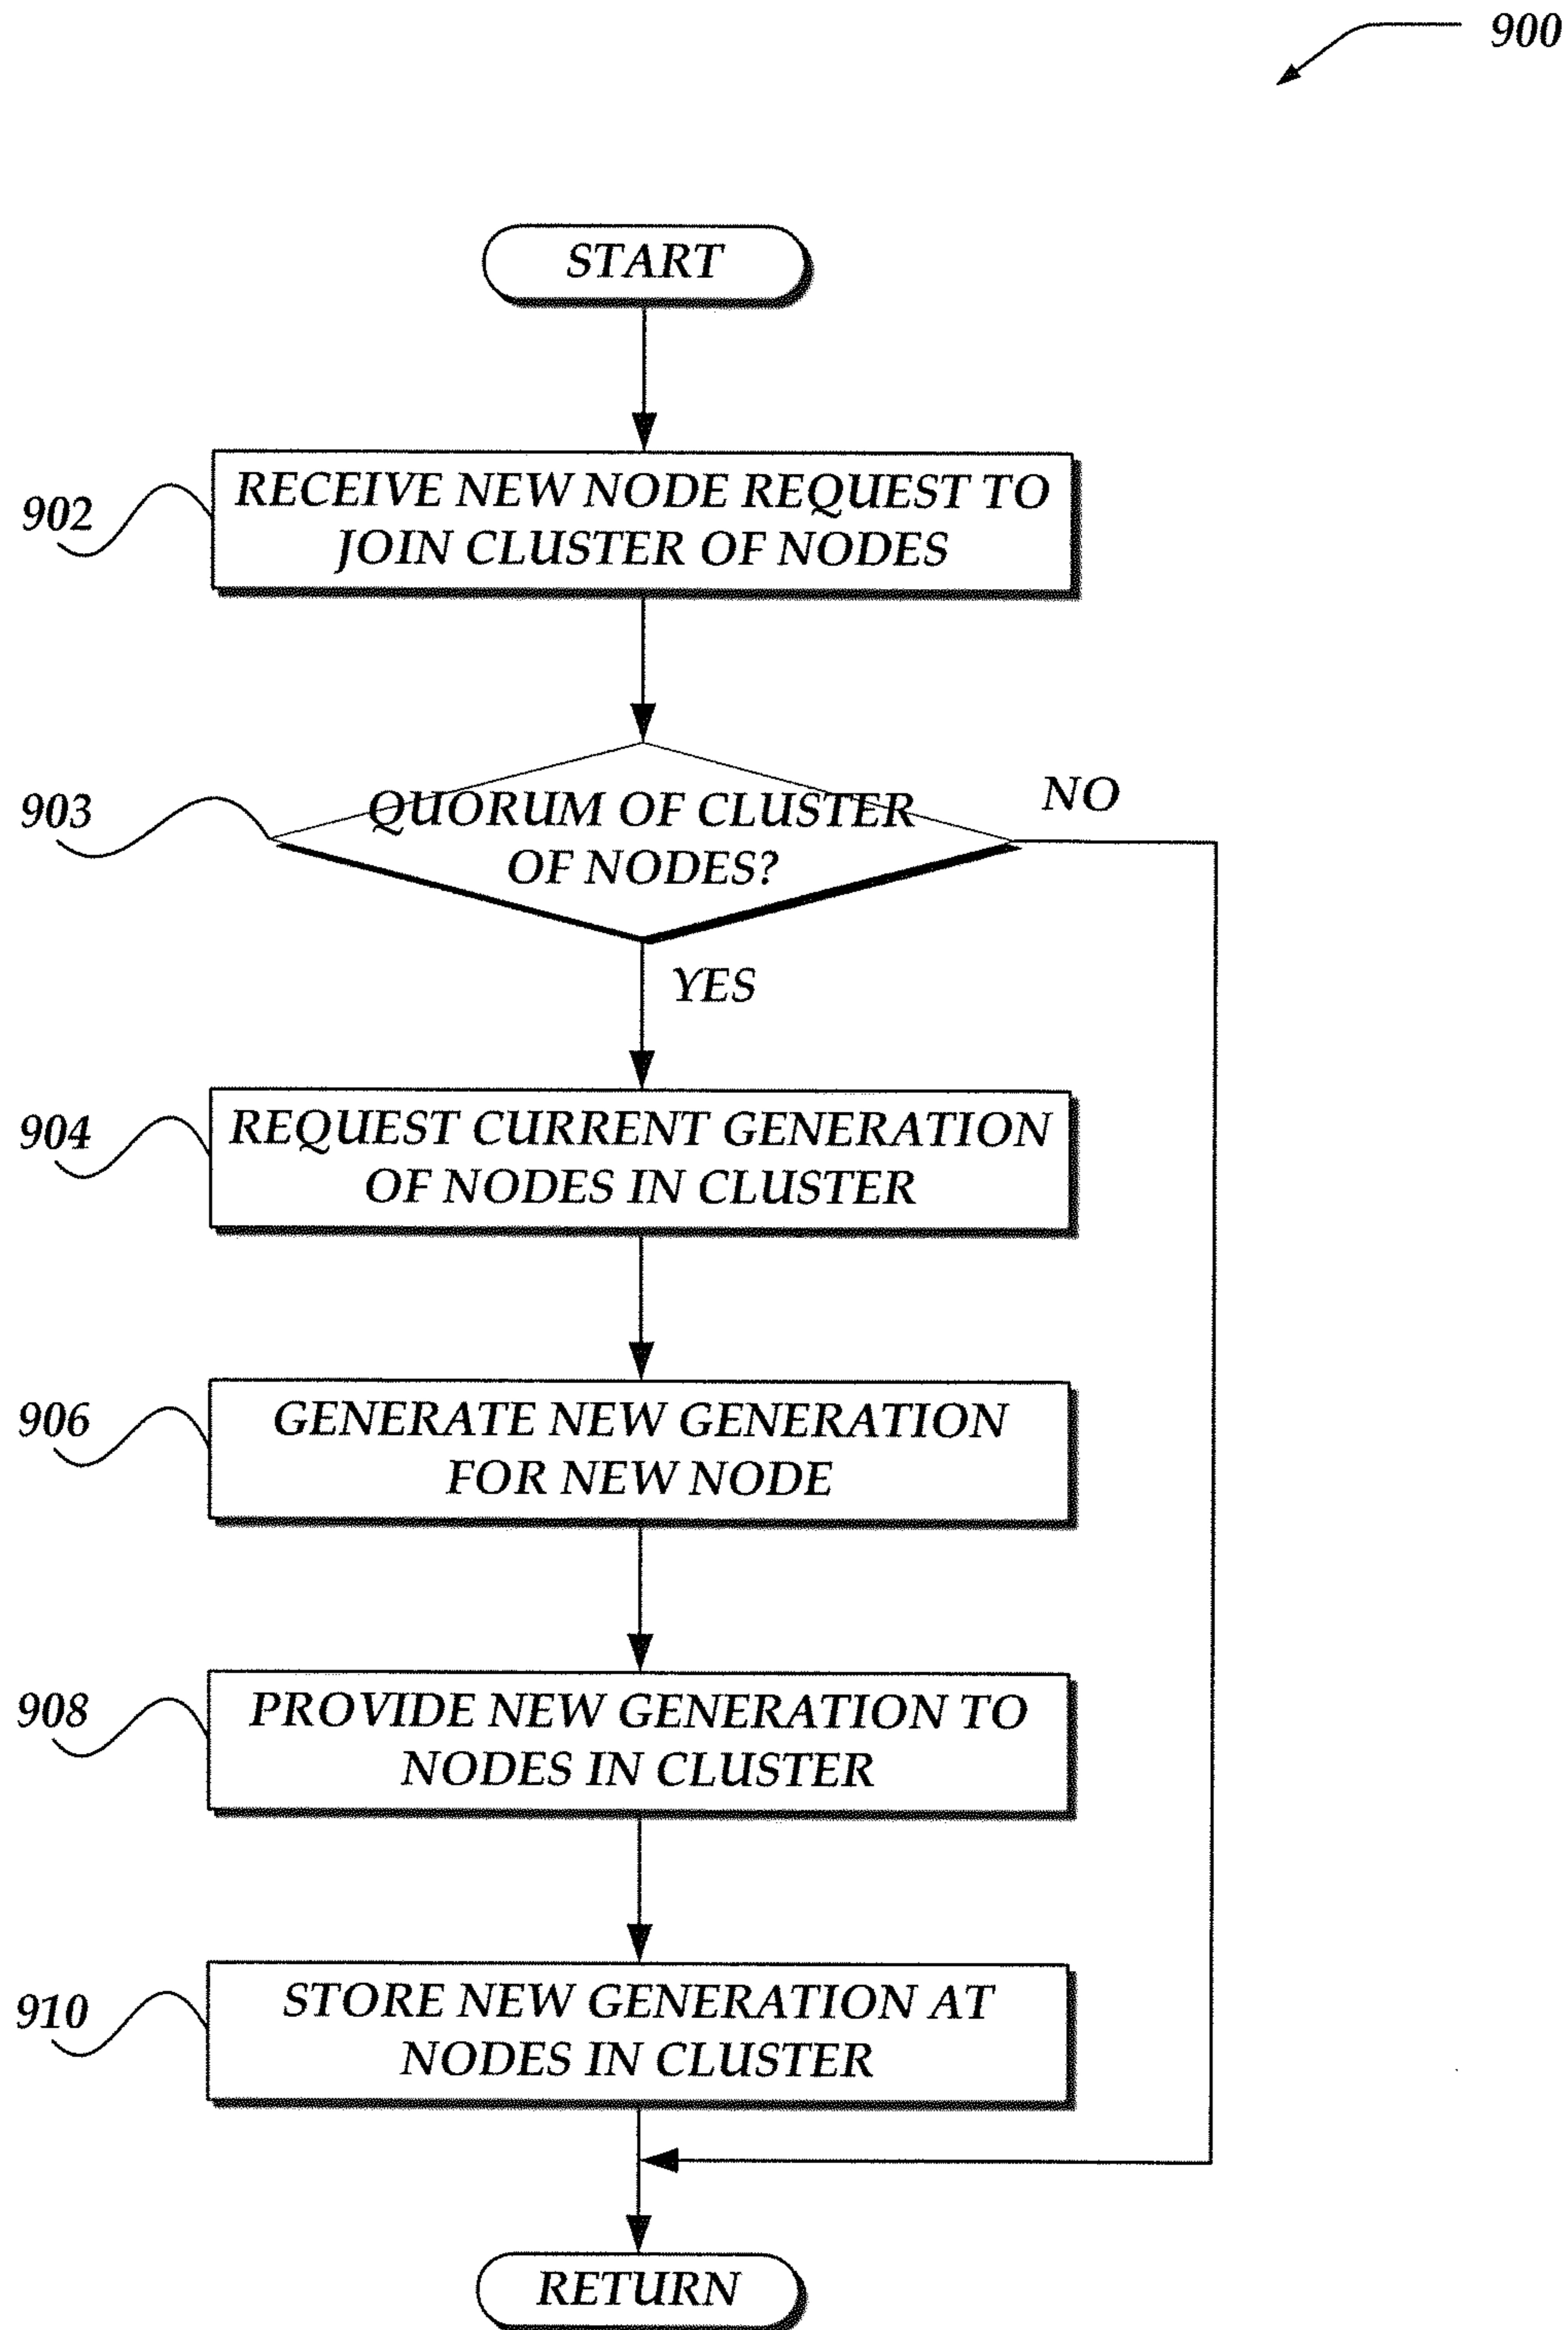 900
START
902
RECEIVE NEW NODE REQUEST TO
JOIN CLUSTER OF NODES
903
QUORUM OF CLUSTER
OF NODES?
NO
YES
904
REQUEST CURRENT GENERATION
OF NODES IN CLUSTER
906
GENERATE NEW GENERATION
FOR NEW NODE
908
PROVIDE NEW GENERATION TO
NODES IN CLUSTER
910
STORE NEW GENERATION AT
NODES IN CLUSTER
RETURN